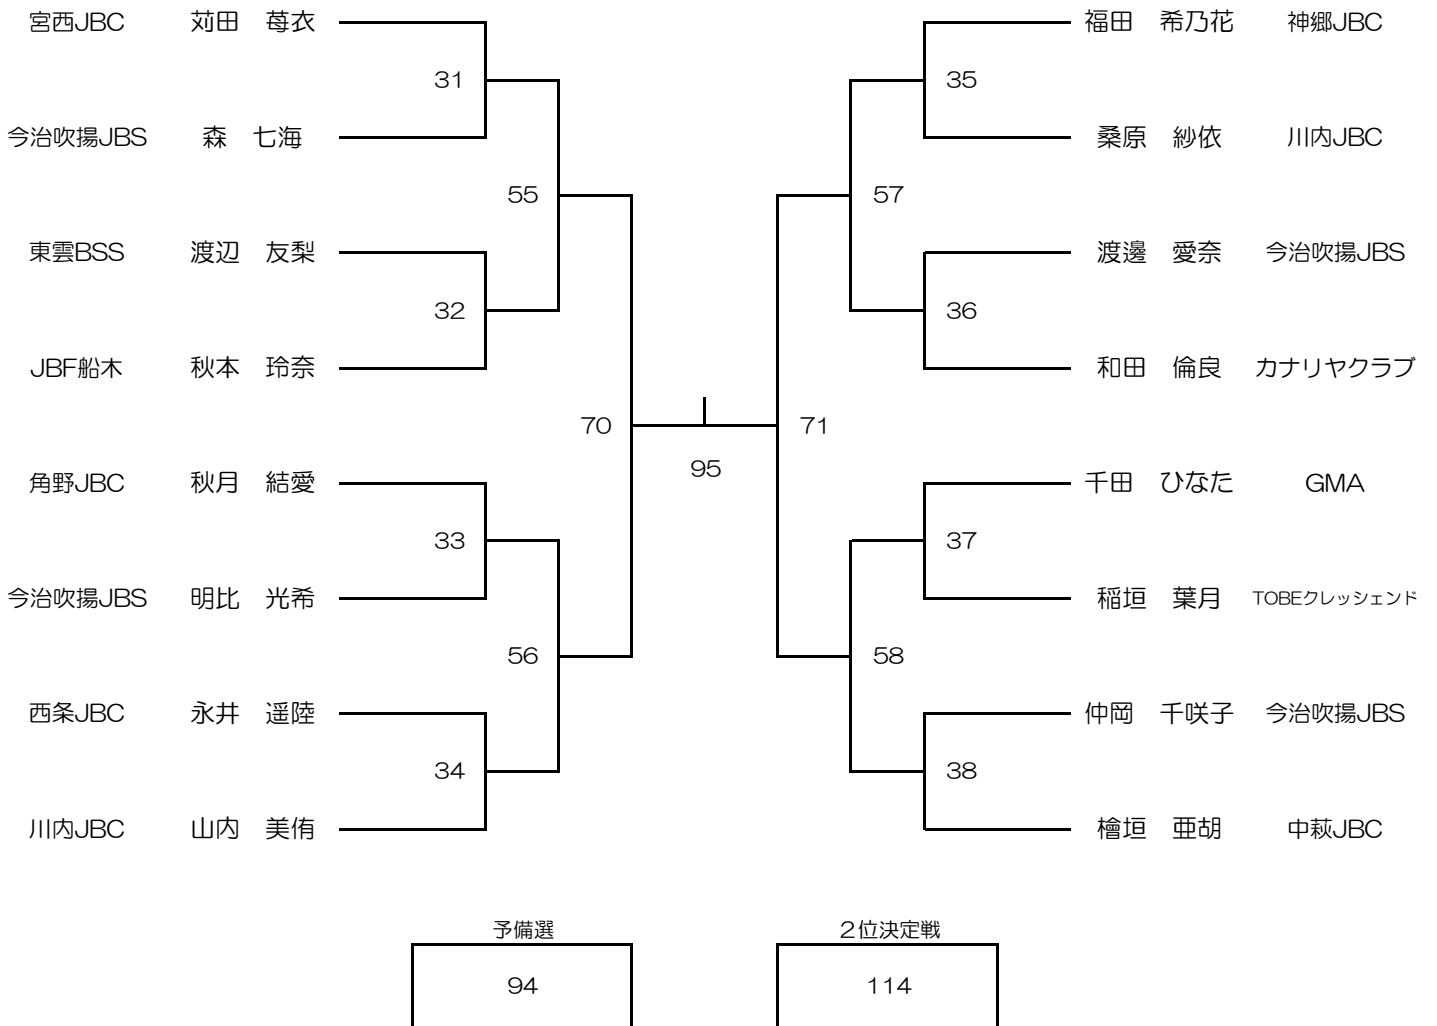 宮西JBC 苅田 苺衣 福田 希乃花 神郷JBC
31 35
今治吹揚JBS 森 七海 桑原 紗依 川内JBC
55 57
東雲BSS 渡辺 友梨 渡邊 愛奈 今治吹揚JBS
32 36
JBF船木 秋本 玲奈 和田 倫良 カナリヤクラブ
70 71
95
角野JBC 秋月 結愛 千田 ひなた GMA
33 37
今治吹揚JBS 明比 光希 稲垣 葉月 TOBEクレッシェンド
56 58
西条JBC 永井 遥陸 仲岡 千咲子 今治吹揚JBS
34 38
川内JBC 山内 美侑 檜垣 亜胡 中萩JBC
予備選 2位決定戦
94 114